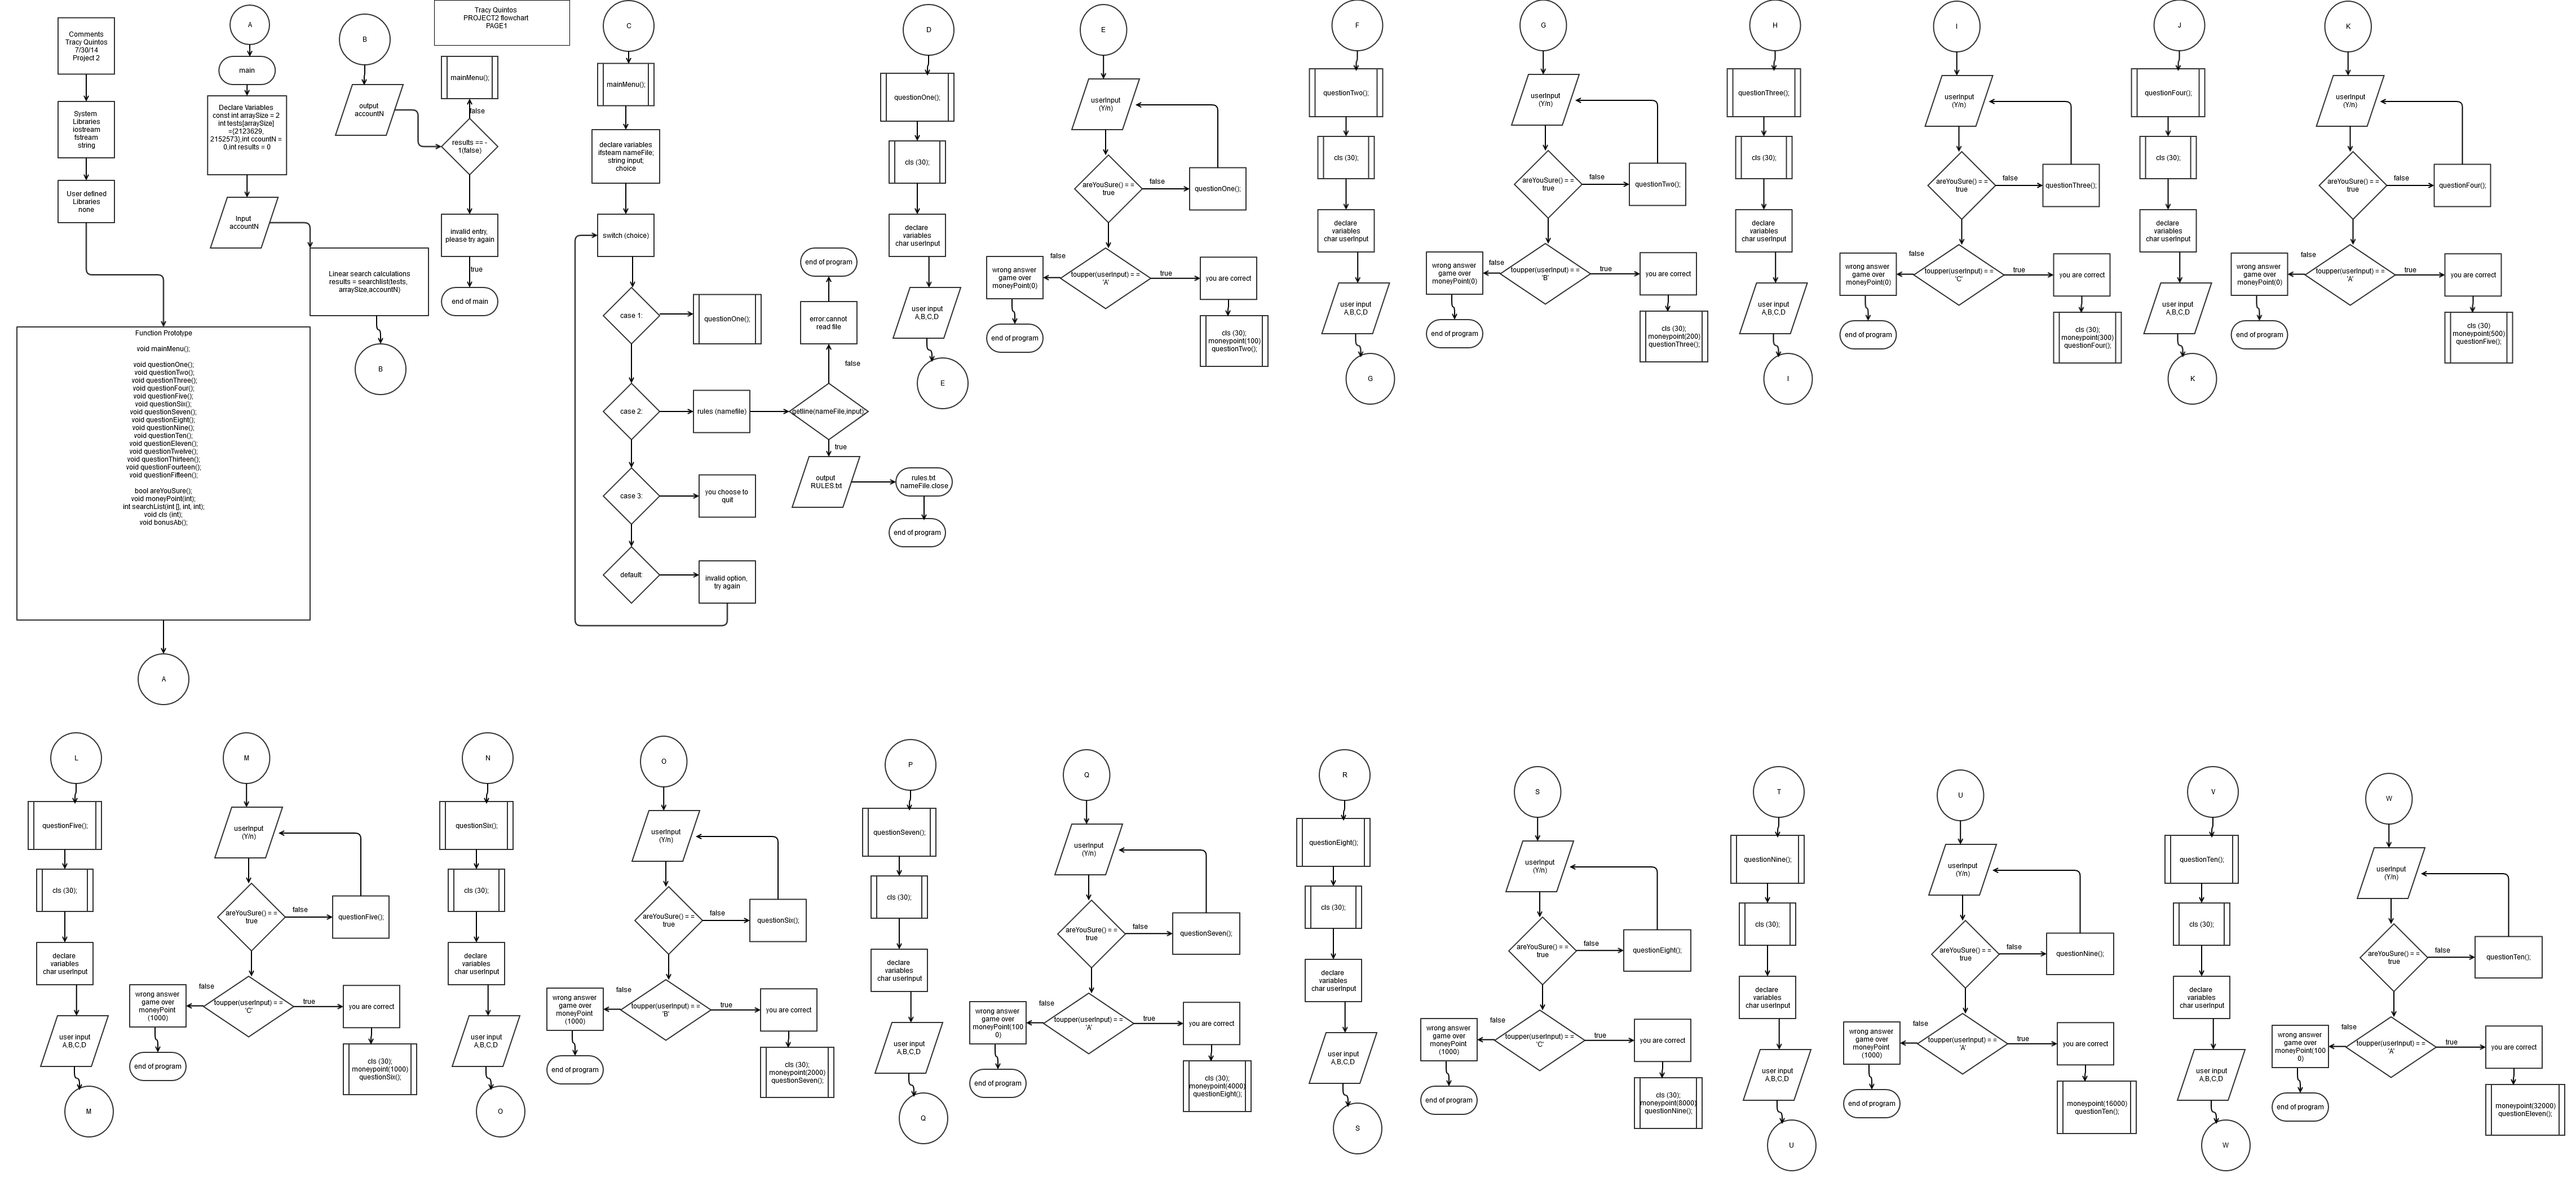 Tracy Quintos
PROJECT2 flowchart
PAGE1
Comments
Tracy Quintos
7/30/14
Project 2
System
Libraries
iostream
fstream
string
User defined
Libraries
none
Function Prototype
void mainMenu();
void questionOne();
void questionTwo();
void questionThree();
void questionFour();
void questionFive();
void questionSix();
void questionSeven();
void questionEight();
void questionNine();
void questionTen();
void questionEleven();
void questionTwelve();
void questionThirteen();
void questionFourteen();
void questionFifteen();
bool areYouSure();
void moneyPoint(int);
int searchList(int [], int, int);
void cls (int);
void bonusAb();
A
A
main
Declare Variables
const int arraySize = 2
int tests[arraySize]
={2123629,
2152573},int ccountN =
0,int results = 0
Input
accountN
Linear search calculations
results = searchlist(tests,
arraySize,accountN)
B
B
output
accountN
results == -
1(false)
false
mainMenu();
invalid entry,
please try again
true
end of main
C
mainMenu();
declare variables
ifsteam nameFile;
string input;
choice
switch (choice)
case 1:
questionOne();
case 2:
rules (namefile)
getline(nameFile,input)
false
error:cannot
read file
end of program
true
output
RULES.txt
rules.txt
nameFile.close
end of program
case 3:
you choose to
quit
default:
invalid option,
try again
D
questionOne();
cls (30);
declare
variables
char userInput
user input
A,B,C,D
E
E
userInput
(Y/n)
areYouSure() = =
true
false
questionOne();
toupper(userInput) = =
'A'
false
wrong answer
game over
moneyPoint(0)
end of program
true
you are correct
cls (30);
moneypoint(100)
questionTwo();
F
questionTwo();
cls (30);
declare
variables
char userInput
user input
A,B,C,D
G
G
userInput
(Y/n)
areYouSure() = =
true
false
questionTwo();
toupper(userInput) = =
'B'
false
wrong answer
game over
moneyPoint(0)
end of program
true
you are correct
cls (30);
moneypoint(200)
questionThree();
H
questionThree();
cls (30);
declare
variables
char userInput
user input
A,B,C,D
I
I
userInput
(Y/n)
areYouSure() = =
true
false
questionThree();
toupper(userInput) = =
'C'
false
wrong answer
game over
moneyPoint(0)
end of program
true
you are correct
cls (30);
moneypoint(300)
questionFour();
J
questionFour();
cls (30);
declare
variables
char userInput
user input
A,B,C,D
K
K
userInput
(Y/n)
areYouSure() = =
true
false
questionFour();
toupper(userInput) = =
'A'
false
wrong answer
game over
moneyPoint(0)
end of program
true
you are correct
cls (30)
moneypoint(500)
questionFive();
L
questionFive();
cls (30);
declare
variables
char userInput
user input
A,B,C,D
M
M
userInput
(Y/n)
areYouSure() = =
true
false
questionFive();
toupper(userInput) = =
'C'
false
wrong answer
game over
moneyPoint
(1000)
end of program
true
you are correct
cls (30);
moneypoint(1000)
questionSix();
N
questionSix();
cls (30);
declare
variables
char userInput
user input
A,B,C,D
O
O
userInput
(Y/n)
areYouSure() = =
true
false
questionSix();
toupper(userInput) = =
'B'
false
wrong answer
game over
moneyPoint
(1000)
end of program
true
you are correct
cls (30);
moneypoint(2000)
questionSeven();
P
questionSeven();
cls (30);
declare
variables
char userInput
user input
A,B,C,D
Q
Q
userInput
(Y/n)
areYouSure() = =
true
false
questionSeven();
toupper(userInput) = =
'A'
false
wrong answer
game over
moneyPoint(100
0)
end of program
true
you are correct
cls (30);
moneypoint(4000)
questionEight();
R
questionEight();
cls (30);
declare
variables
char userInput
user input
A,B,C,D
S
S
userInput
(Y/n)
areYouSure() = =
true
false
questionEight();
toupper(userInput) = =
'C'
false
wrong answer
game over
moneyPoint
(1000)
end of program
true
you are correct
cls (30);
moneypoint(8000)
questionNine();
T
questionNine();
cls (30);
declare
variables
char userInput
user input
A,B,C,D
U
U
userInput
(Y/n)
areYouSure() = =
true
false
questionNine();
toupper(userInput) = =
'A'
false
wrong answer
game over
moneyPoint
(1000)
end of program
true
you are correct
moneypoint(16000)
questionTen();
V
questionTen();
cls (30);
declare
variables
char userInput
user input
A,B,C,D
W
W
userInput
(Y/n)
areYouSure() = =
true
false
questionTen();
toupper(userInput) = =
'A'
false
wrong answer
game over
moneyPoint(100
0)
end of program
true
you are correct
moneypoint(32000)
questionEleven();